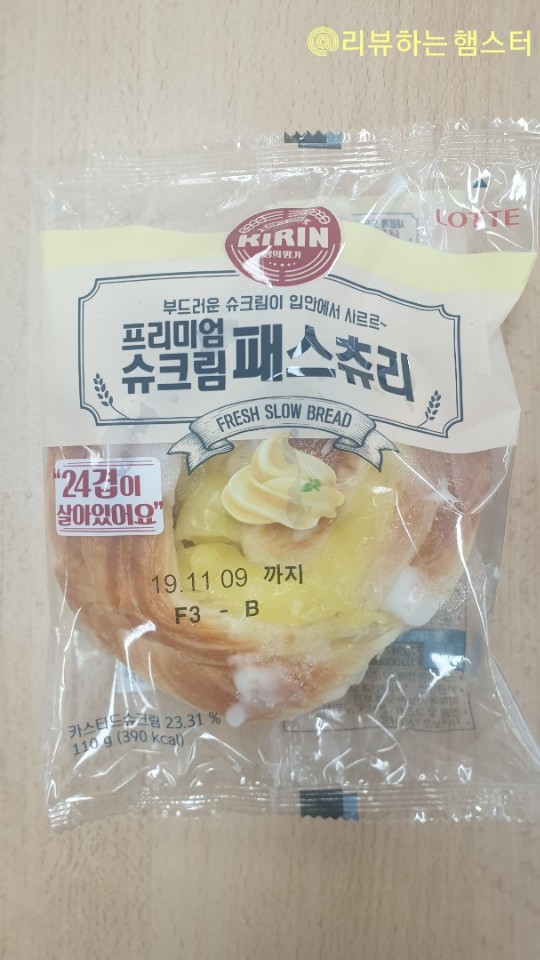 @리뷰하는 햄스터
LOTTE
KIRIN
부드러운 슈크림이 입안에서 사르르~
프리미엄
슈크림 패스츄리
FRESH SLOW BREAD
"24겹이
살아있어요"
19.11 09 까지
F3 - B
카스타드슈크림 23.31 %
110 g (390 kcal)